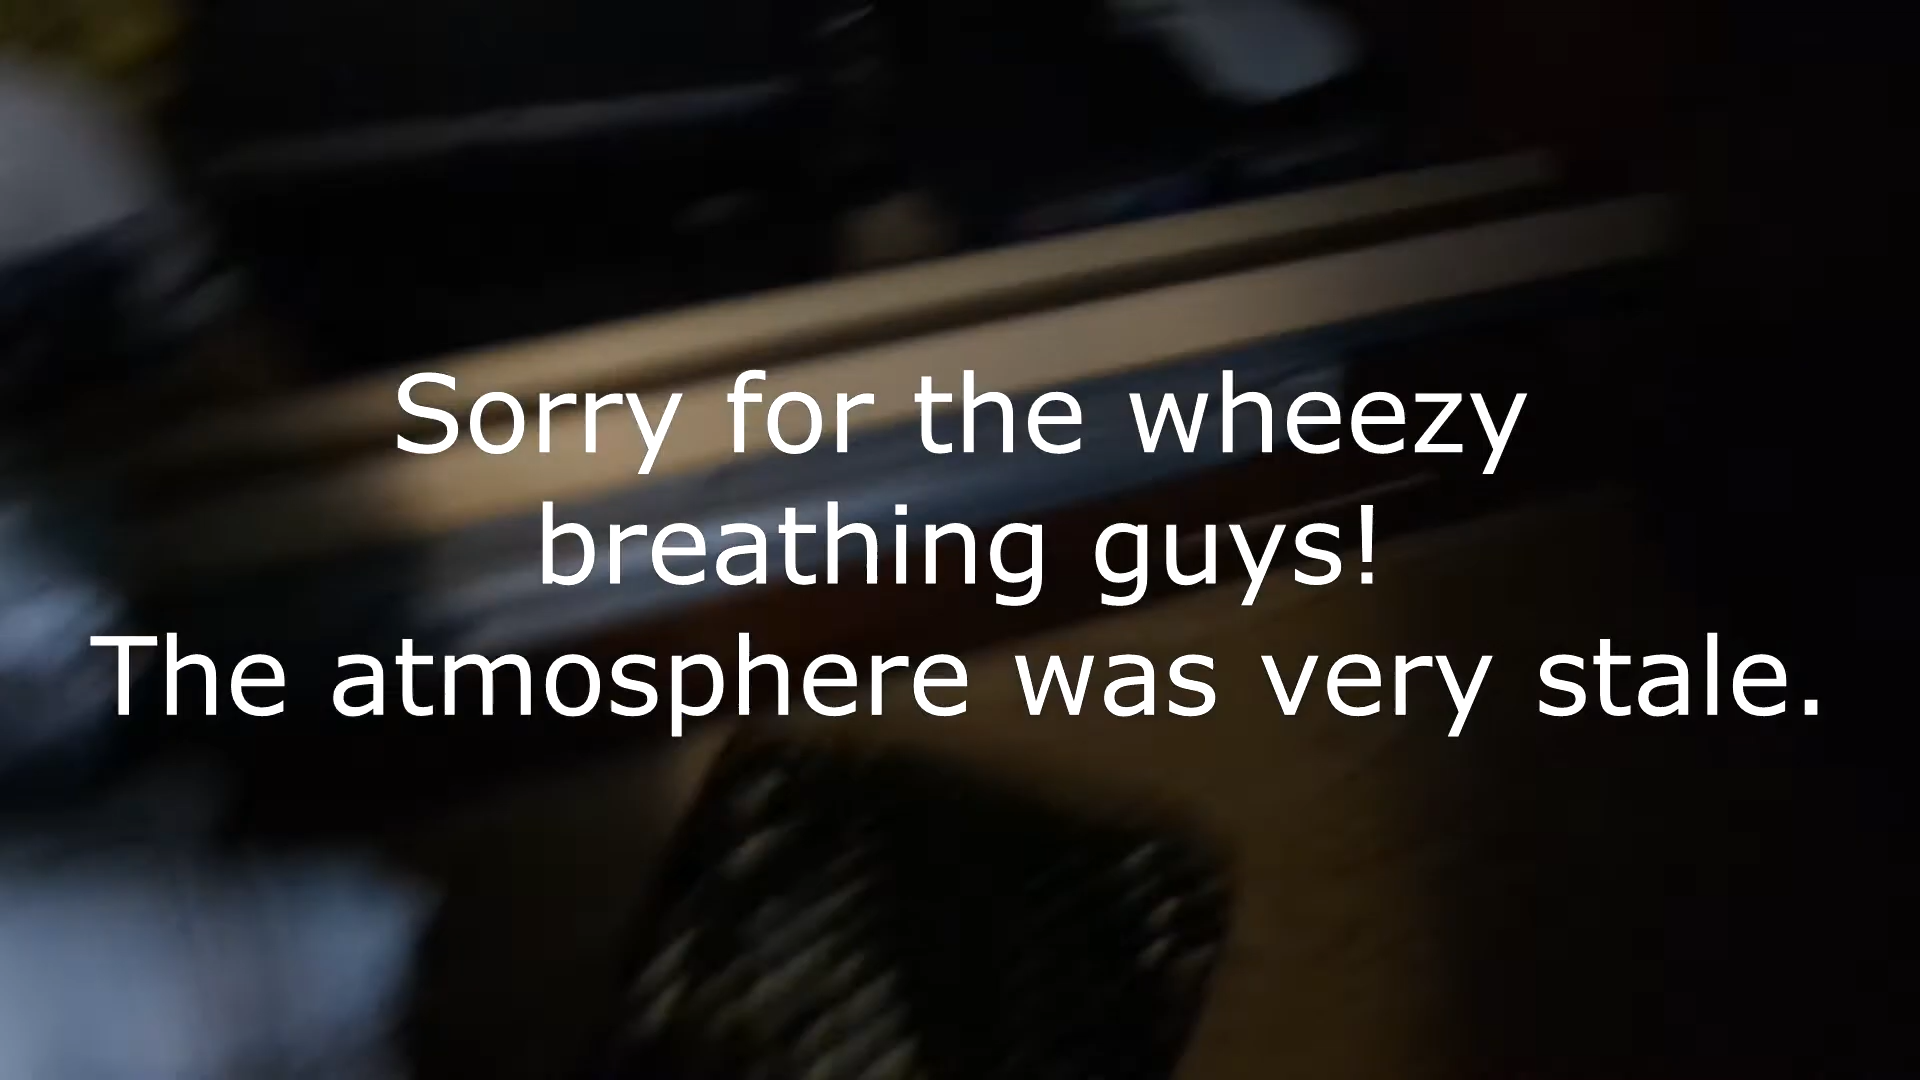 Sorry for the wheezy
breathing guys!
The atmosphere was very stale.